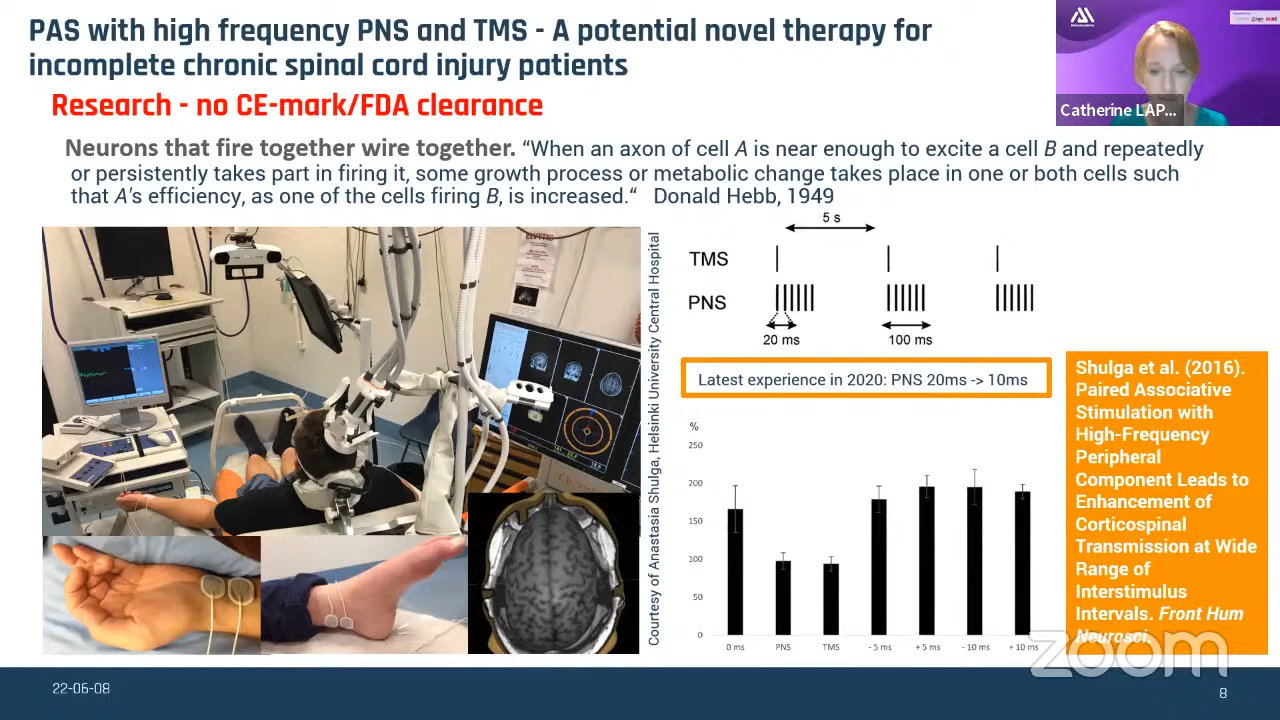 PAS with high frequency PNS and TMS - A potential novel therapy for
incomplete chronic spinal cord injury patients
Research - no CE-mark/FDA clearance
Catherine LAP...
Neurons that fire together wire together. “When an axon of cell A is near enough to excite a cell B and repeatedly
or persistently takes part in firing it, some growth process or metabolic change takes place in one or both cells such
that A’s efficiency, as one of the cells firing B, is increased.“ Donald Hebb, 1949
Courtesy of Anastasia Shulga, Helsinki University Central Hospital
5 s
TMS
PNS
20 ms
100 ms
Latest experience in 2020: PNS 20ms -> 10ms
%
250
200
150
100
50
0
0 ms
PNS
TMS
- 5 ms
+ 5 ms
- 10 ms
+ 10 ms
Shulga et al. (2016).
Paired Associative
Stimulation with
High-Frequency
Peripheral
Component Leads to
Enhancement of
Corticospinal
Transmission at Wide
Range of
Interstimulus
Intervals. Front Hum
Neurosci.
zoom
22-06-08
8